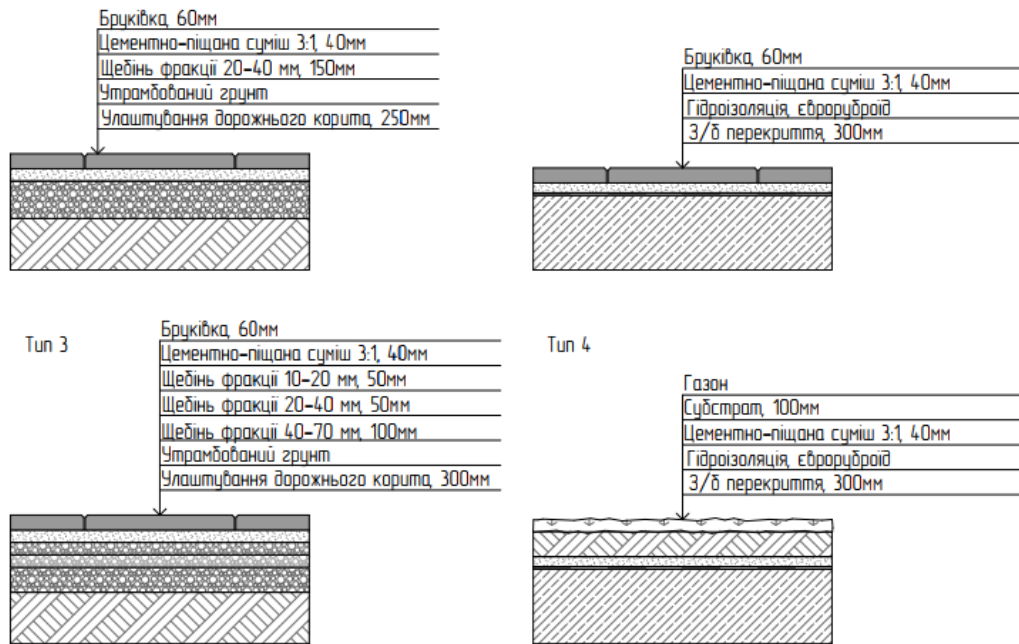 Бруківка, 60мм
Цементно-піщана суміш 3:1, 40мм
Щебінь фракції 20-40 мм, 150мм
Утрамбований грунт
Улаштування дорожнього корита, 250мм
Бруківка, 60мм
Цементно-піщана суміш 3:1, 40мм
Гідроізоляція, євроруброїд
З/б перекриття, 300мм
Тип 3
Бруківка, 60мм
Цементно-піщана суміш 3:1, 40мм
Щебінь фракції 10-20 мм, 50мм
Щебінь фракції 20-40 мм, 50мм
Щебінь фракції 40-70 мм, 100мм
Утрамбований грунт
Улаштування дорожнього корита, 300мм
Тип 4
Газон
Субстрат, 100мм
Цементно-піщана суміш 3:1, 40мм
Гідроізоляція, євроруброїд
З/б перекриття, 300мм